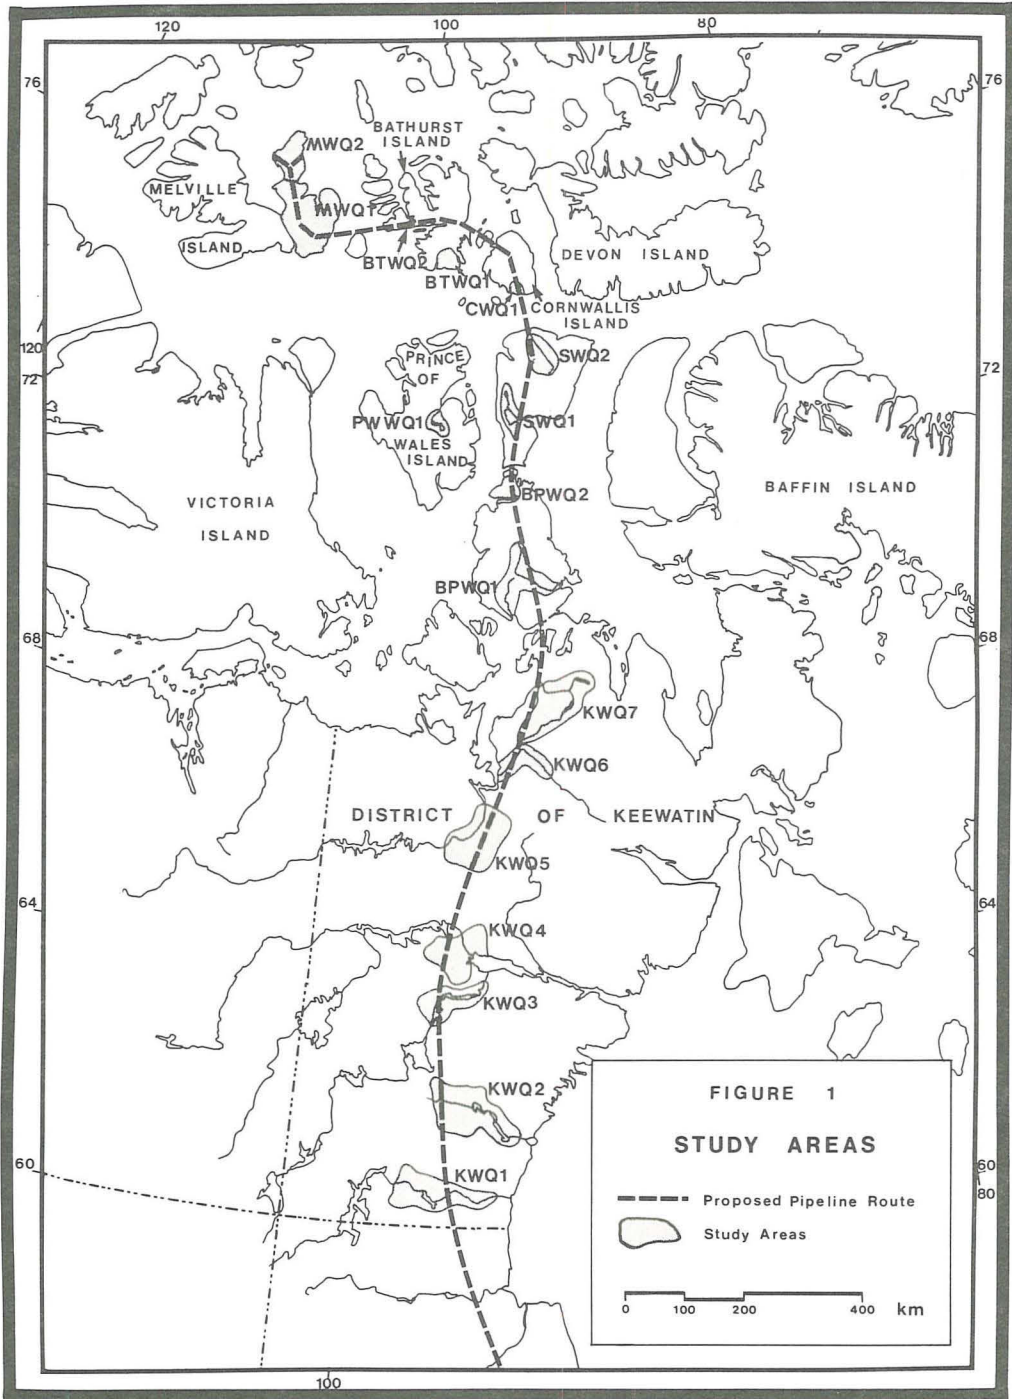 120 100 80
76 76
BATHURST
ISLAND
MWQ2
MELVILLE
ISLAND
MWQ1
BTWQ2
BTWQ1
DEVON ISLAND
CWQ1
CORNWALLIS
ISLAND
120
72 72
PRINCE
OF
WALES
ISLAND
SWQ2
PWWQ1
SWQ1
BPWQ2
VICTORIA
ISLAND
BAFFIN ISLAND
BPWQ1
68 68
KWQ7
KWQ6
DISTRICT OF KEEWATIN
KWQ5
64 64
KWQ4
KWQ3
KWQ2
KWQ1
60 60
80
100
FIGURE 1
STUDY AREAS
Proposed Pipeline Route
Study Areas
0 100 200 400 km